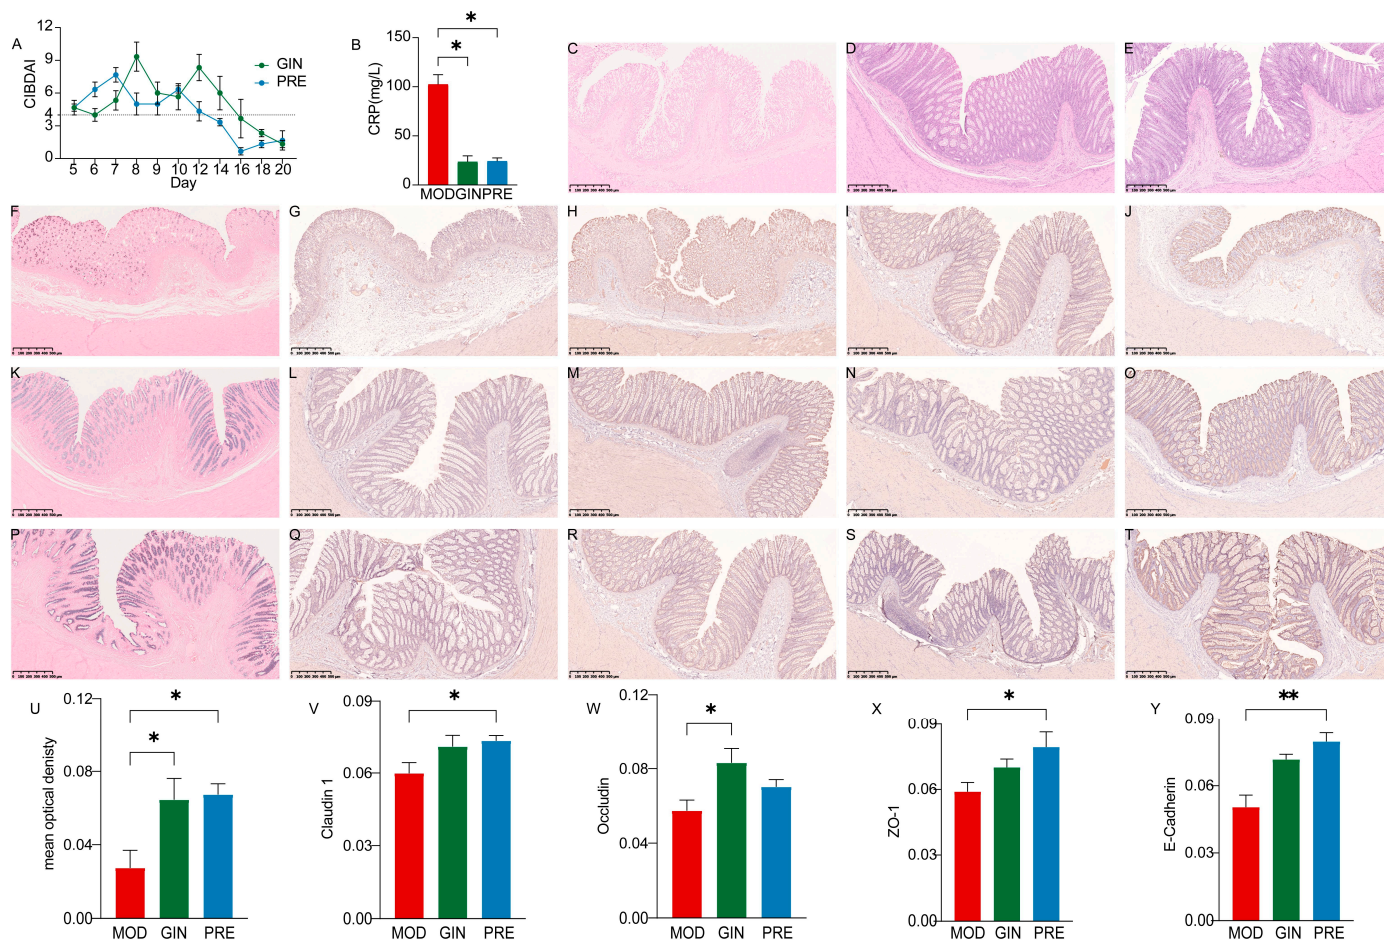 A
CIBDAI
12
9
6
4
3
0
5 6 7 8 9 10 12 14 16 18 20
Day
GIN
PRE
B
CRP(mg/L)
150
100
50
0
*
*
MODGINPRE
C
D
E
F
G
H
I
J
K
L
M
N
O
P
Q
R
S
T
U
mean optical denisty
0.12
0.08
0.04
0.00
*
*
MOD GIN PRE
V
Claudin 1
0.09
0.06
0.03
0.00
*
MOD GIN PRE
W
Occludin
0.12
0.08
0.04
0.00
*
MOD GIN PRE
X
ZO-1
0.09
0.06
0.03
0.00
*
MOD GIN PRE
Y
E-Cadherin
0.09
0.06
0.03
0.00
**
MOD GIN PRE